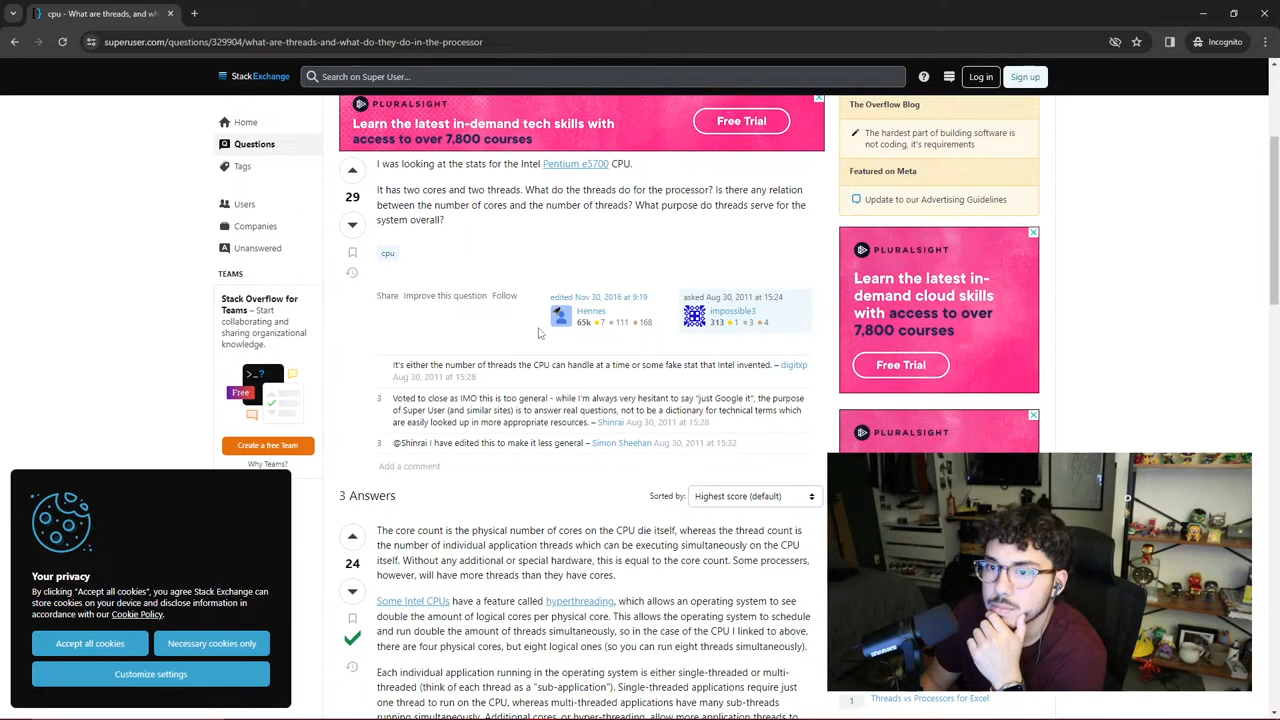 cpu - What are threads, and wh
superuser.com/questions/329904/what-are-threads-and-what-do-they-do-in-the-processor
Incognito
StackExchange
Search on Super User...
Log in
Sign up
Home
Questions
Tags
Users
Companies
Unanswered
TEAMS
Stack Overflow for
Teams – Start
collaborating and
sharing organizational
knowledge.
>_?
Free
Create a free Team
Why Teams?
PLURALSIGHT
Learn the latest in-demand tech skills with
access to over 7,800 courses
Free Trial
29
I was looking at the stats for the Intel Pentium e5700 CPU.
It has two cores and two threads. What do the threads do for the processor? Is there any relation
between the number of cores and the number of threads? What purpose do threads serve for the
system overall?
cpu
Share Improve this question Follow
edited Nov 30, 2016 at 9:19
Hennes
65k 7 111 168
asked Aug 30, 2011 at 15:24
impossible3
313 1 3 4
It's either the number of threads the CPU can handle at a time or some fake stat that Intel invented. – digitxp
Aug 30, 2011 at 15:28
3 Voted to close as IMO this is too general - while I'm always very hesitant to say "just Google it", the purpose
of Super User (and similar sites) is to answer real questions, not to be a dictionary for technical terms which
are easily looked up in more appropriate resources. – Shinrai Aug 30, 2011 at 15:28
3 @Shinrai I have edited this to make it less general – Simon Sheehan Aug 30, 2011 at 15:32
Add a comment
3 Answers
Sorted by:
Highest score (default)
24
The core count is the physical number of cores on the CPU die itself, whereas the thread count is
the number of individual application threads which can be executing simultaneously on the CPU
itself. Without any additional or special hardware, this is equal to the core count. Some processers,
however, will have more threads than they have cores.
Some Intel CPUs have a feature called hyperthreading, which allows an operating system to see
double the amount of logical cores per physical core. This allows the operating system to schedule
and run double the amount of threads simultaneously, so in the case of the CPU I linked to above,
there are four physical cores, but eight logical ones (so you can run eight threads simultaneously).
Each individual application running in the operating system is either single-threaded or multi-
threaded (think of each thread as a "sub-application"). Single-threaded applications require just
one thread to run on the CPU, whereas multi-threaded applications have many sub-threads
running simultaneously. Additional cores, or hyper-threading, allow more application threads to
The Overflow Blog
The hardest part of building software is
not coding, it's requirements
Featured on Meta
Update to our Advertising Guidelines
PLURALSIGHT
Learn the latest in-
demand cloud skills
with access to over
7,800 courses
Free Trial
PLURALSIGHT
1 Threads vs Processors for Excel
Your privacy
By clicking "Accept all cookies", you agree Stack Exchange
can store cookies on your device and disclose information in
accordance with our Cookie Policy.
Accept all cookies
Necessary cookies only
Customize settings